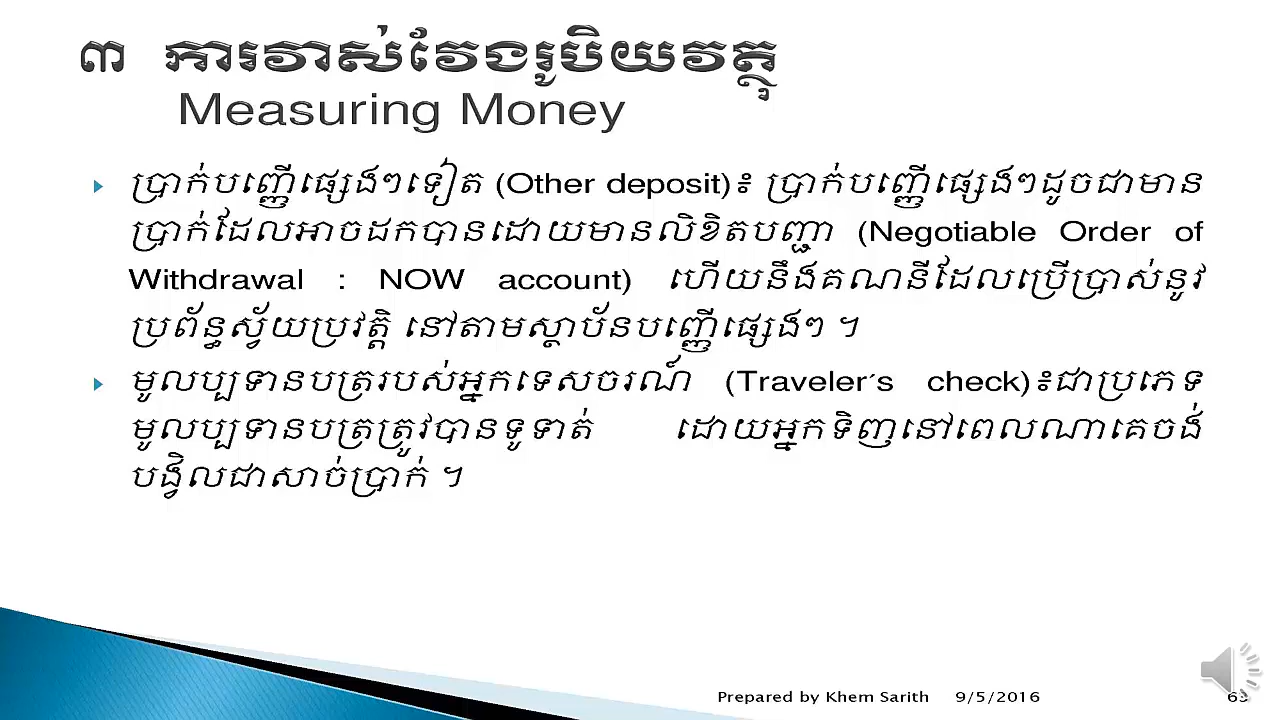 ៣ ការវាស់វែងរូបិយវត្ថុ
Measuring Money
ប្រាក់បញ្ញើផ្សេងៗទៀត (Other deposit)៖ ប្រាក់បញ្ញើផ្សេងៗដូចជាមាន
ប្រាក់ដែលអាចដកបានដោយមានលិខិតបញ្ជា (Negotiable Order of
Withdrawal : NOW account) ហើយនឹងគណនីដែលប្រើប្រាស់នូវ
ប្រព័ន្ធស្វ័យប្រវត្តិ នៅតាមស្ថាប័នបញ្ញើផ្សេងៗ ។
មូលប្បទានបត្ររបស់អ្នកទេសចរណ៍ (Traveler´s check)៖ជាប្រភេទ
មូលប្បទានបត្រត្រូវបានទូទាត់ ដោយអ្នកទិញនៅពេលណាគេចង់
បង្វិលជាសាច់ប្រាក់ ។
Prepared by Khem Sarith 9/5/2016